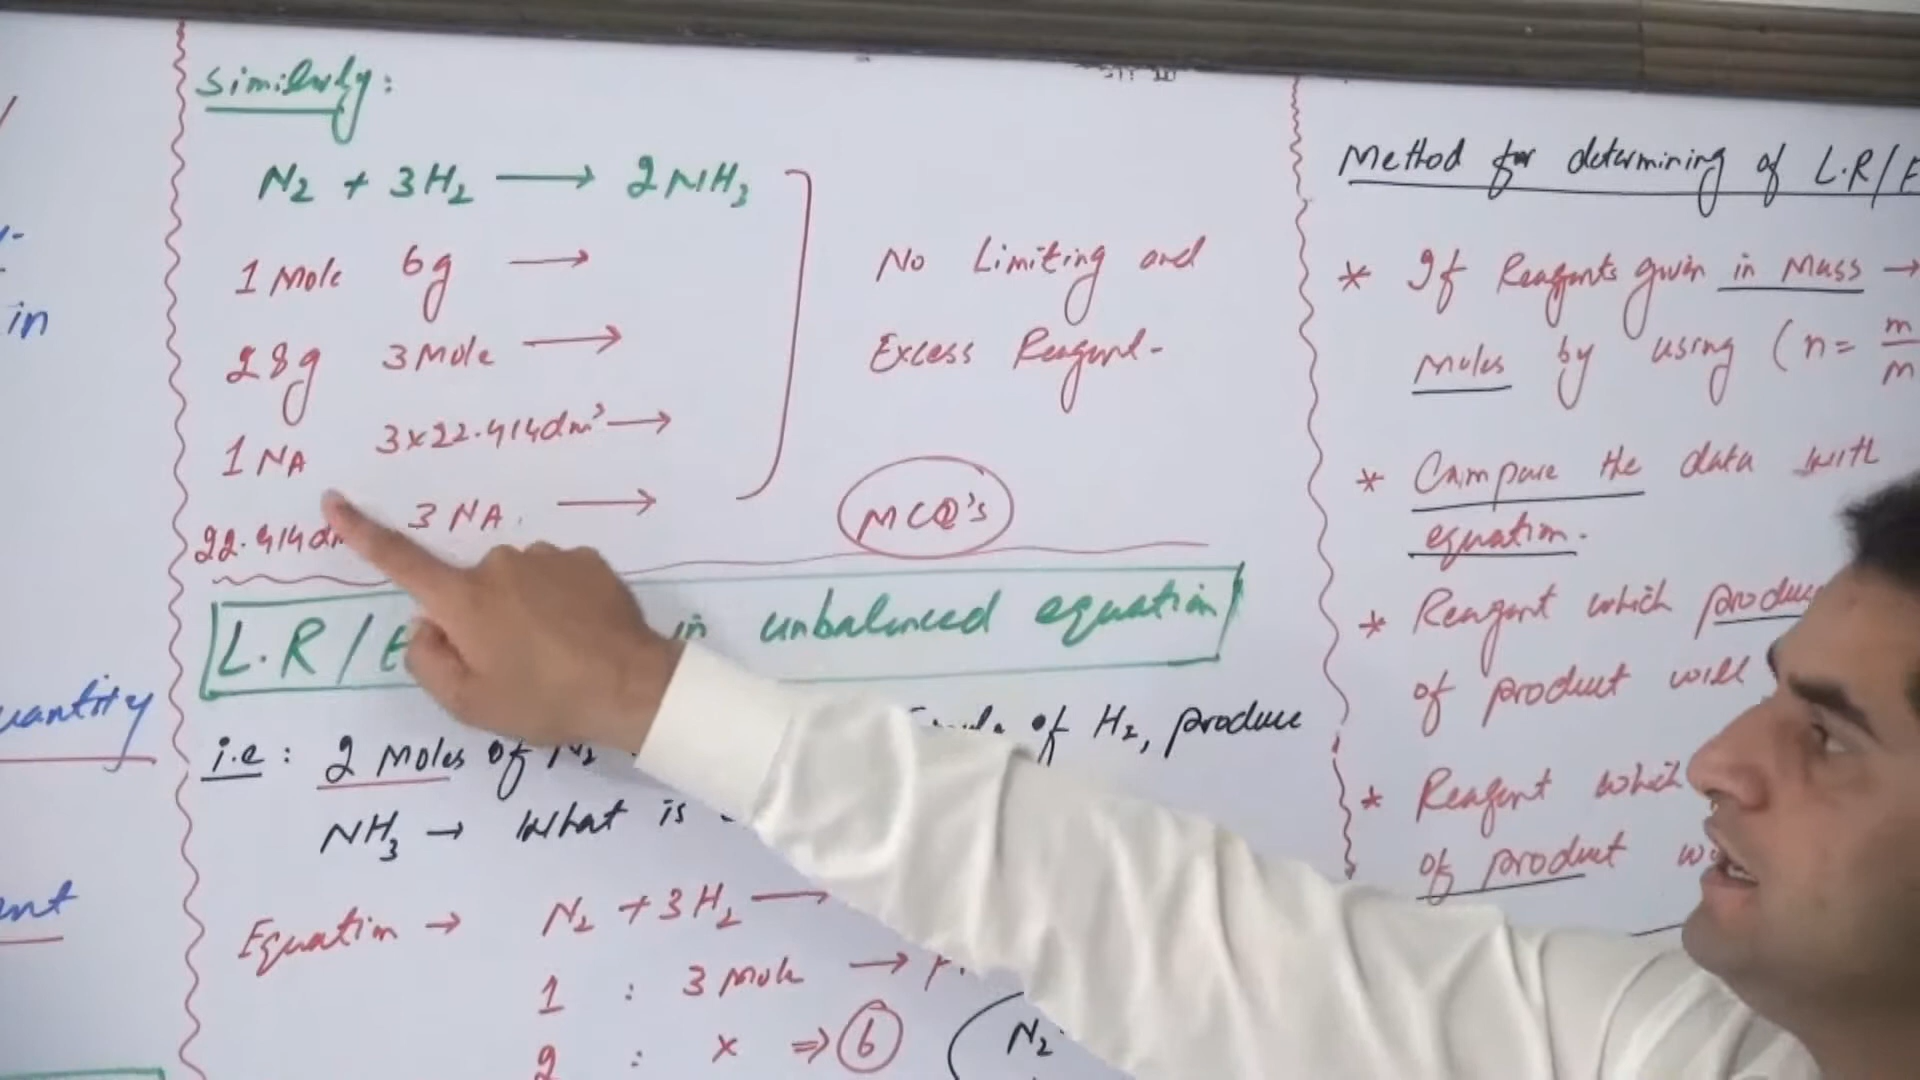 in
uantity
Similarly:
N₂ + 3H₂ → 2NH₃
1 Mole 6g →
28g 3 Mole →
1 NA 3x22.414dm³ →
22.414dm 3 NA. →
No Limiting and
Excess Reagent-
MCQ's
L.R/E in unbalanced equation
i.e: 2 Moles of N₂ of H₂, produce
NH₃ → What is
Equation → N₂ + 3H₂ →
1 : 3 mole →
2 : x ⇒ 6
N₂
Method for determining of L.R/E
* If Reagents given in Mass →
Moles by using (n= m/m
* Compare the data with
equation.
* Reagent which produc
of product will
* Reagent which
of product